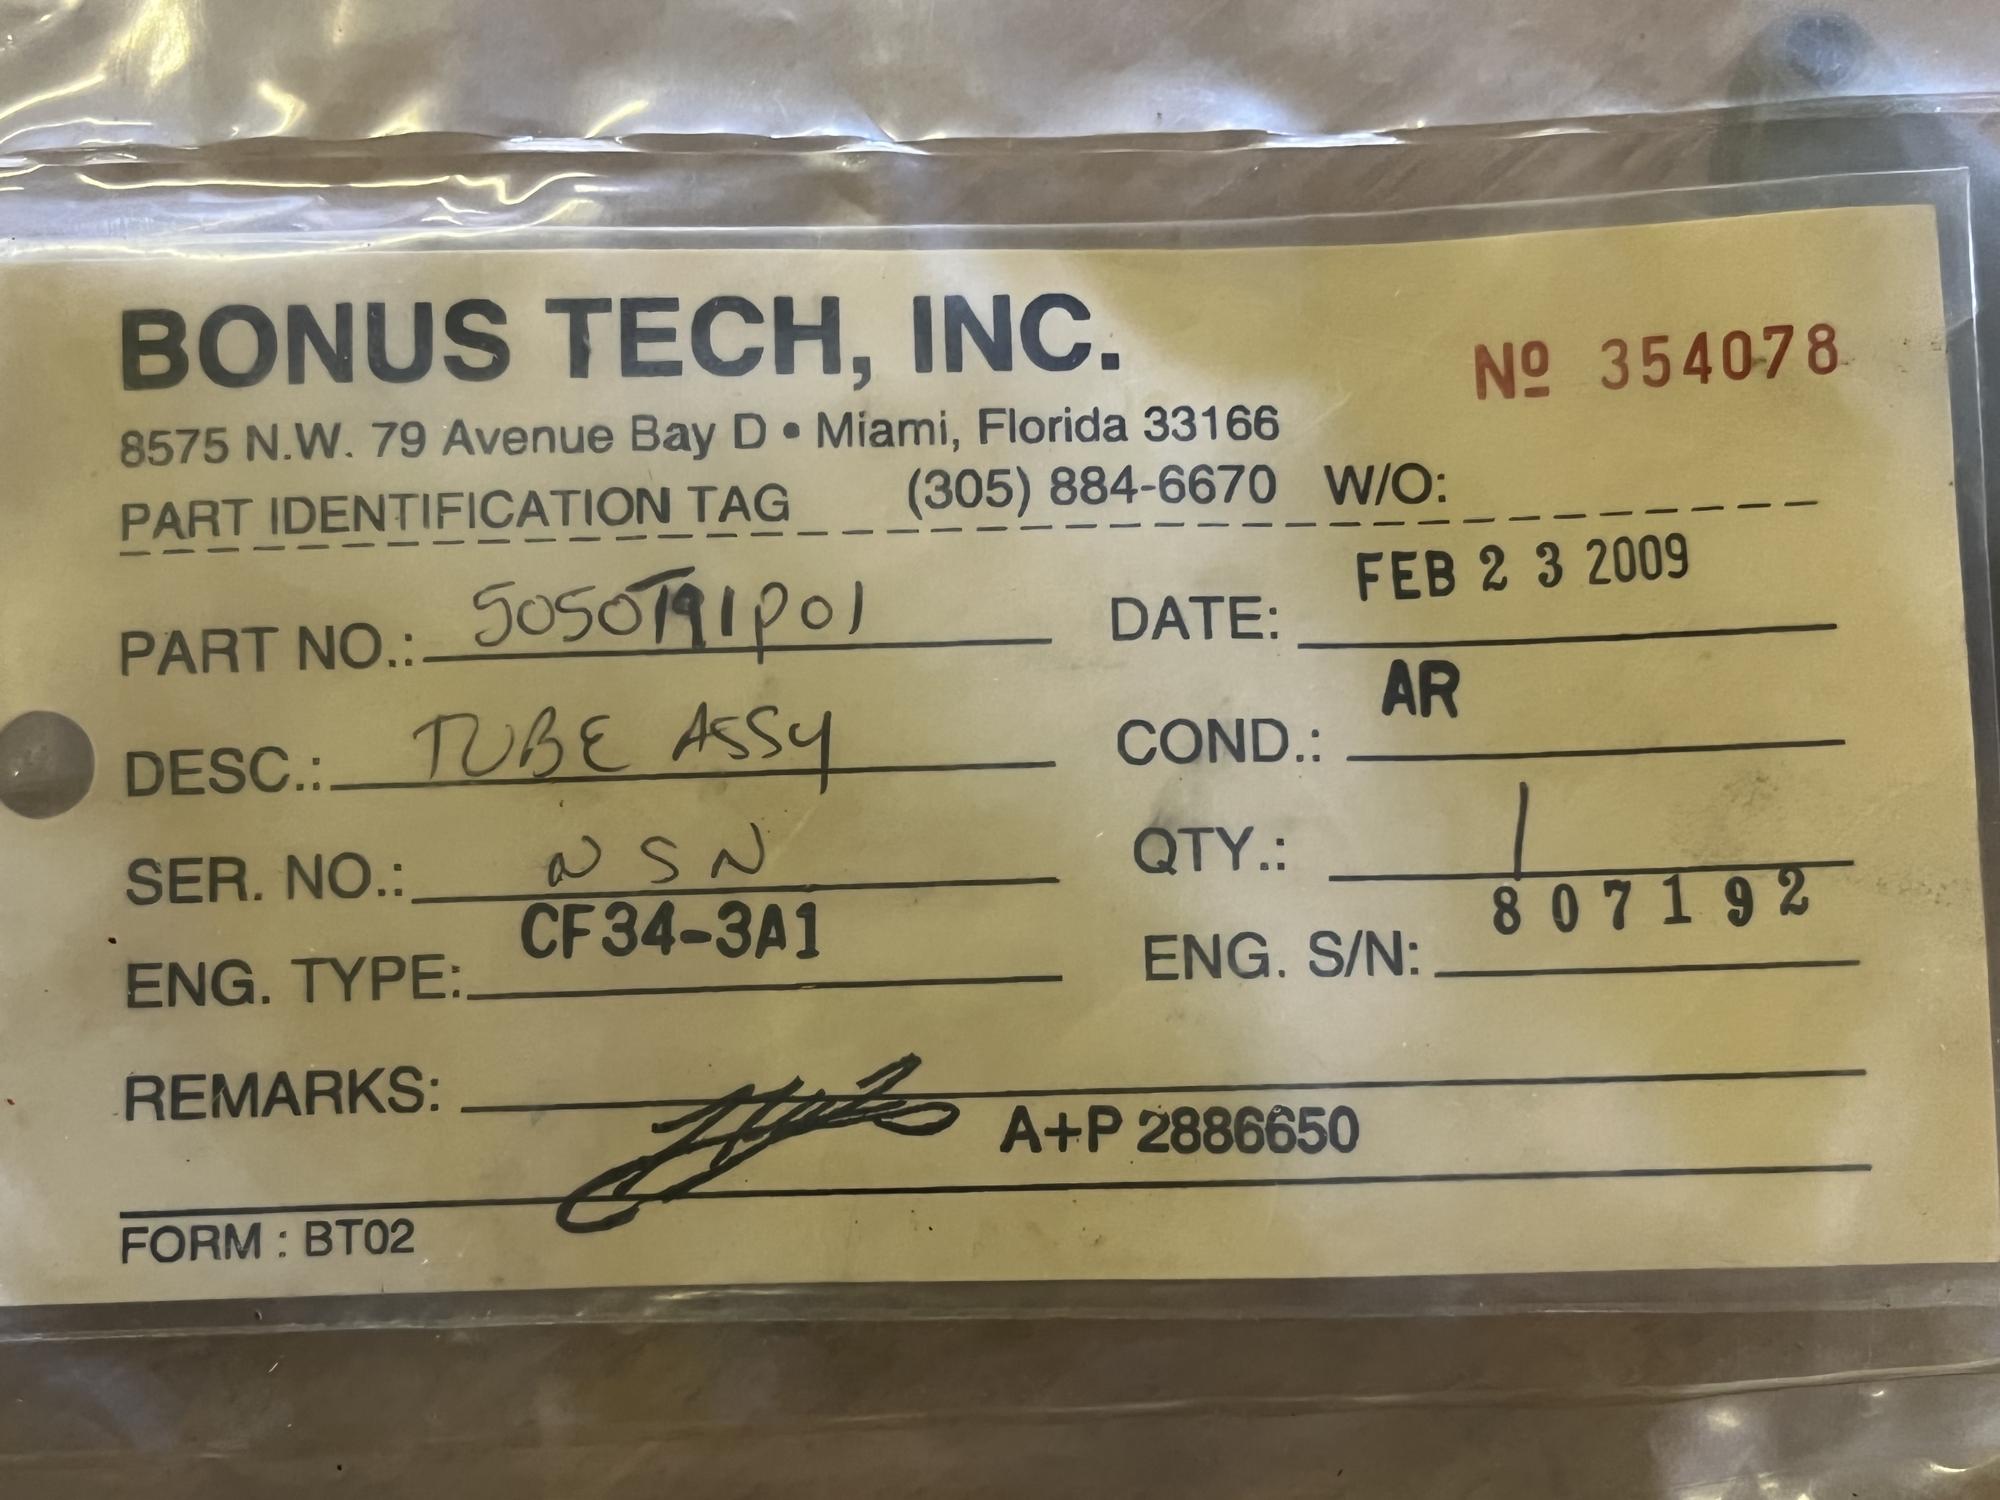 BONUS TECH, INC.
Nº 354078
8575 N.W. 79 Avenue Bay D • Miami, Florida 33166
PART IDENTIFICATION TAG (305) 884-6670 W/O:
PART NO.: 5050T91P01 DATE: FEB 23 2009
DESC.: TUBE ASSY COND.: AR
SER. NO.: NSN QTY.: 1
ENG. TYPE: CF34-3A1 ENG. S/N: 807192
REMARKS:
A+P 2886650
FORM : BT02